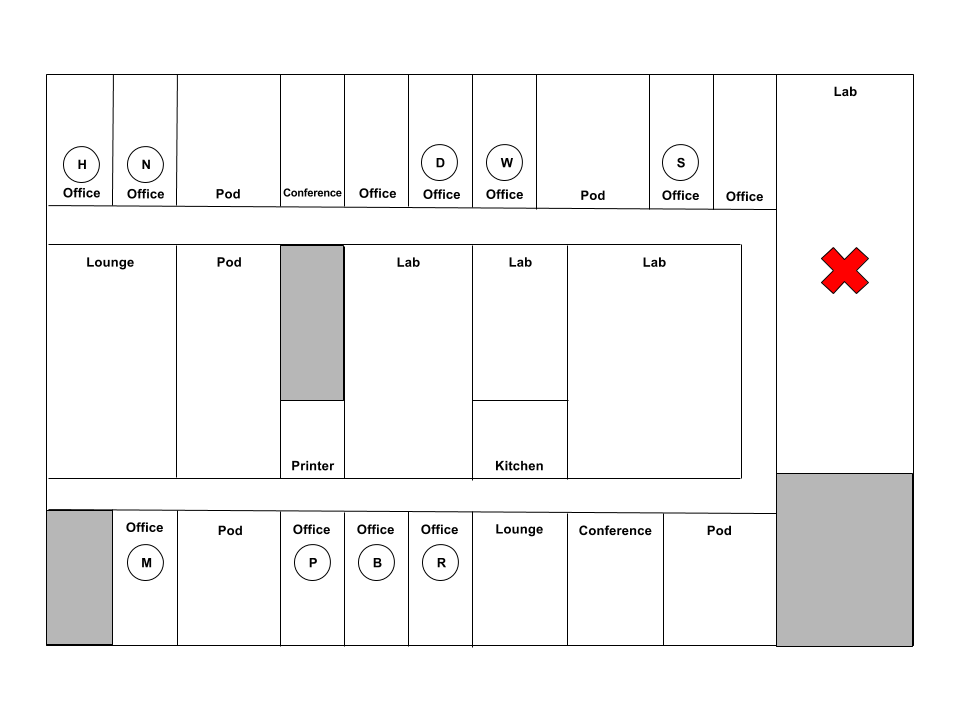 Lab
H
N
D
W
S
Office
Office
Pod
Conference
Office
Office
Office
Pod
Office
Office
Lounge
Pod
Lab
Lab
Lab
Printer
Kitchen
Office
Pod
Office
Office
Office
Lounge
Conference
Pod
M
P
B
R